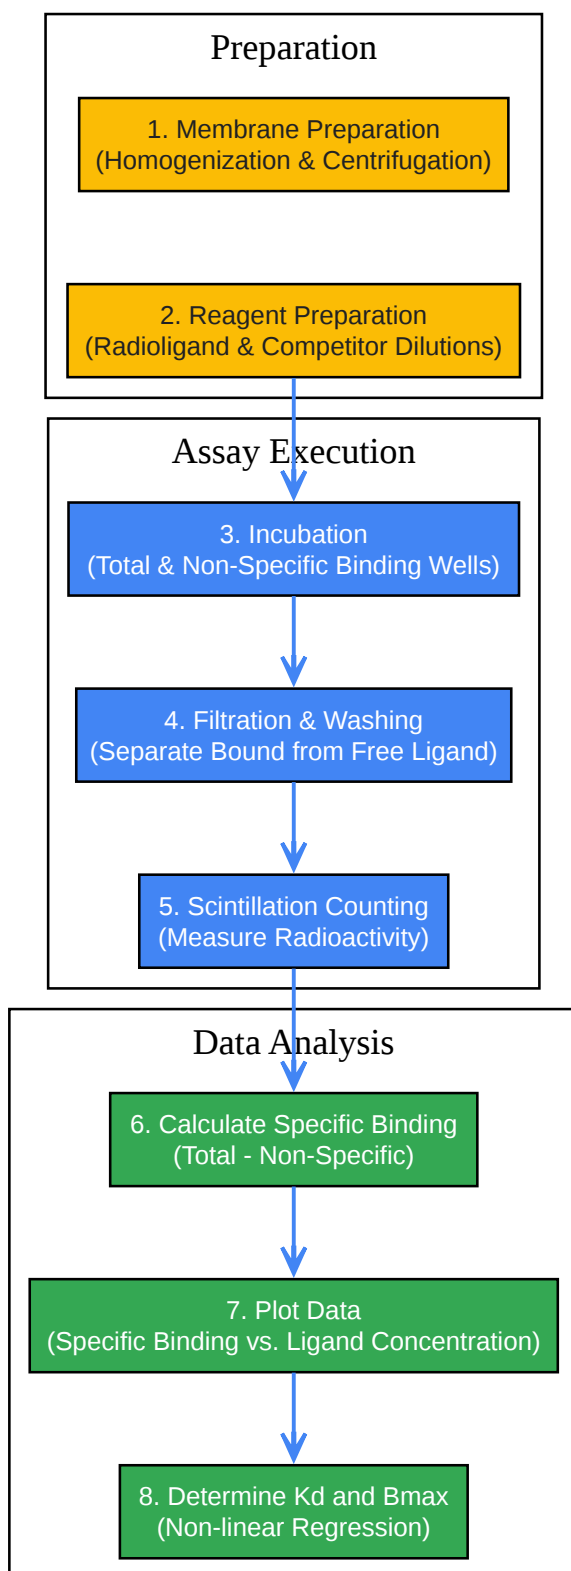 Preparation
1. Membrane Preparation
(Homogenization & Centrifugation)
2. Reagent Preparation
(Radioligand & Competitor Dilutions)
Assay Execution
3. Incubation
(Total & Non-Specific Binding Wells)
4. Filtration & Washing
(Separate Bound from Free Ligand)
5. Scintillation Counting
(Measure Radioactivity)
Data Analysis
6. Calculate Specific Binding
(Total - Non-Specific)
7. Plot Data
(Specific Binding vs. Ligand Concentration)
8. Determine Kd and Bmax
(Non-linear Regression)